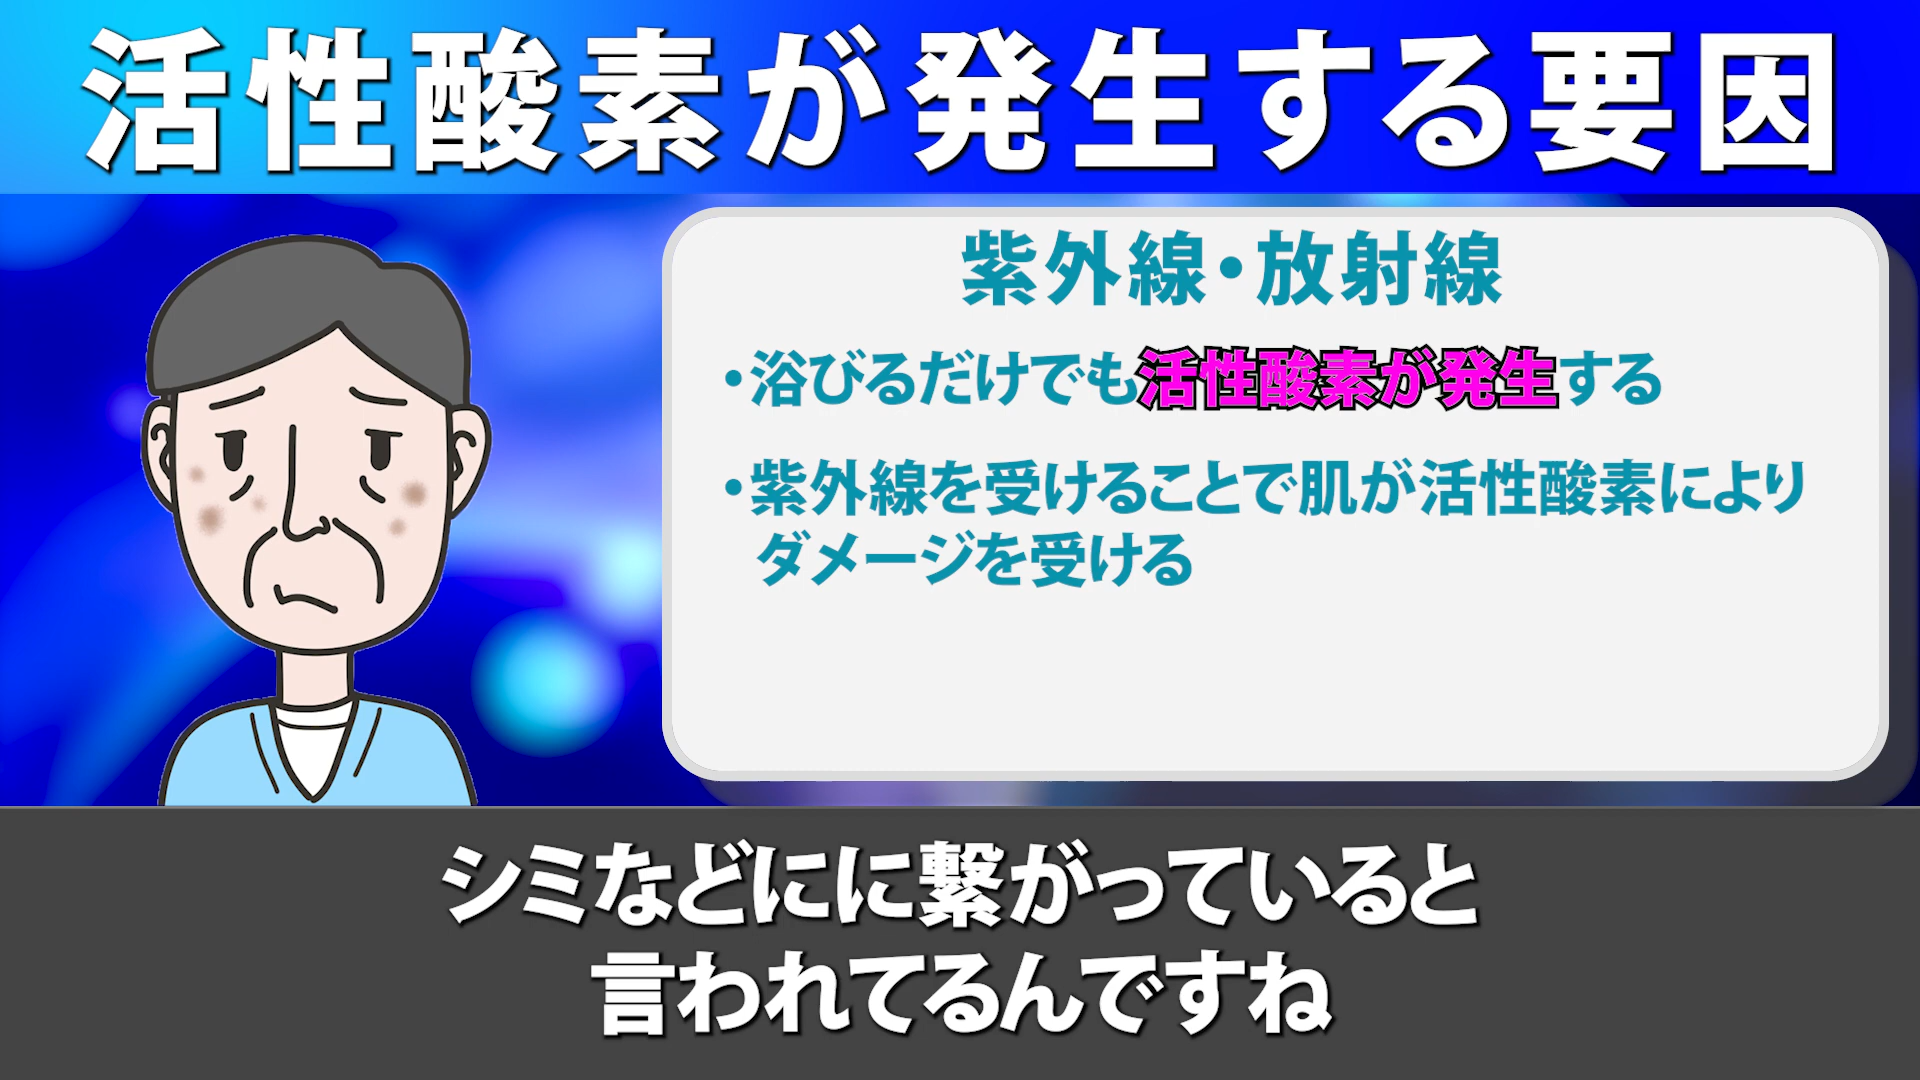 活性酸素が発生する要因
紫外線・放射線
・浴びるだけでも活性酸素が発生する
・紫外線を受けることで肌が活性酸素により
ダメージを受ける
シミなどにに繋がっていると
言われてるんですね